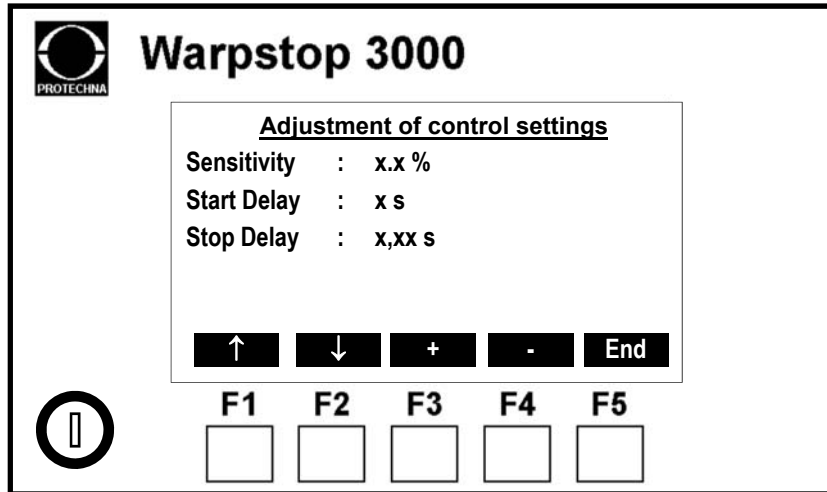 PROTECHNA
Warpstop 3000
Adjustment of control settings
Sensitivity : x.x %
Start Delay : x s
Stop Delay : x,xx s
↑ ↓ + - End
F1 F2 F3 F4 F5